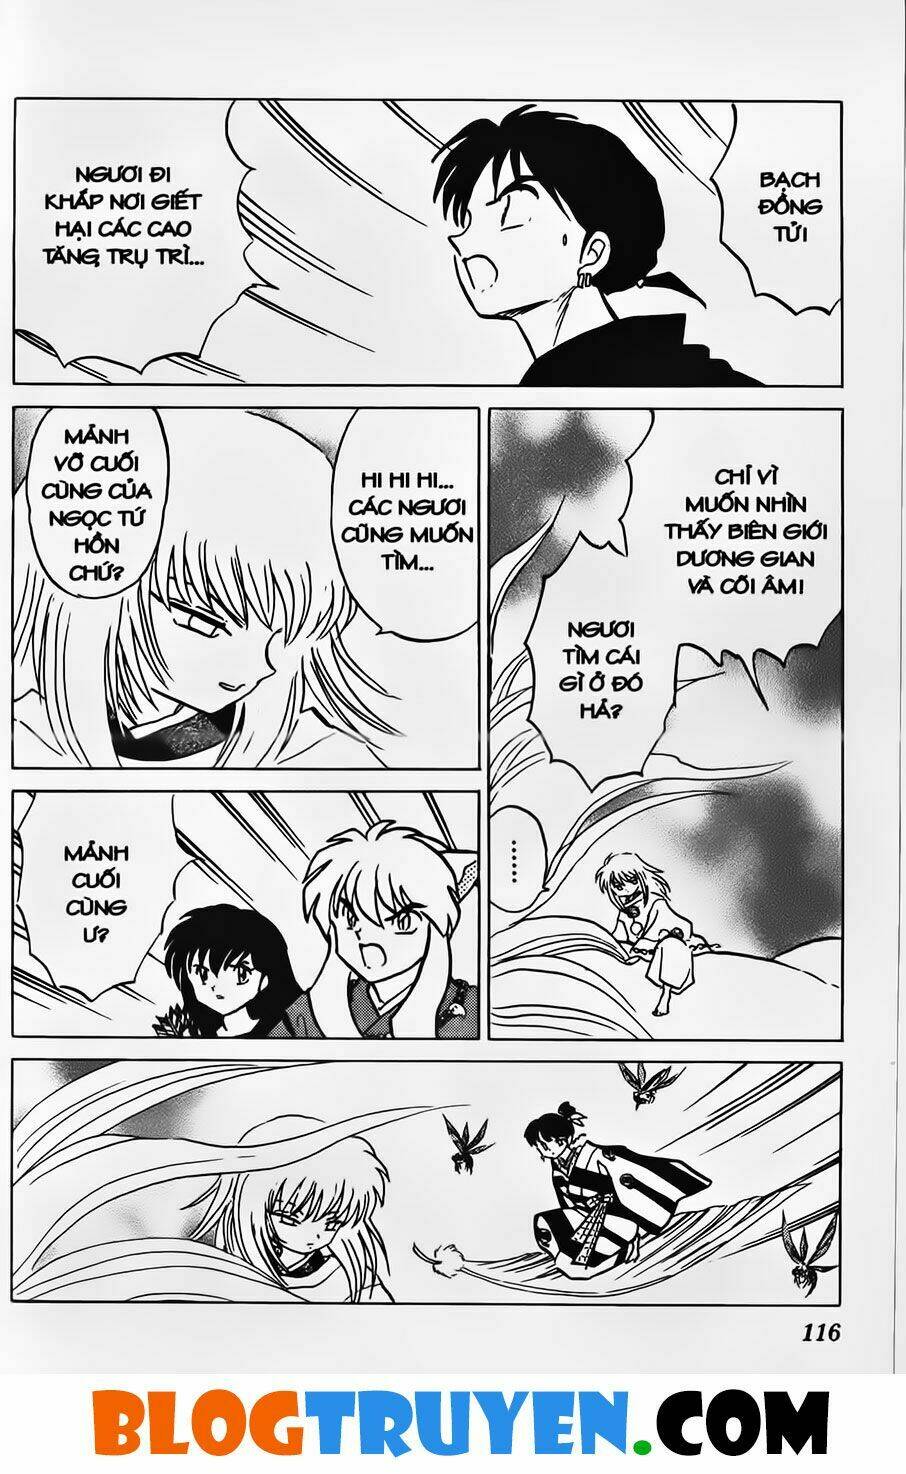 BẠCH
ĐỒNG
TỬ!
NGƯƠI ĐI
KHẮP NƠI GIẾT
HẠI CÁC CAO
TĂNG TRỤ TRÌ...
CHỈ VÌ
MUỐN NHÌN
THẤY BIÊN GIỚI
DƯƠNG GIAN
VÀ CÕI ÂM!
NGƯƠI
TÌM CÁI
GÌ Ở ĐÓ
HẢ?
......
HI HI HI...
CÁC NGƯƠI
CŨNG MUỐN
TÌM...
MẢNH
VỠ CUỐI
CÙNG CỦA
NGỌC TỨ
HỒN
CHỨ?
MẢNH
CUỐI
CÙNG
Ư?
116
BLOGTRUYEN.COM